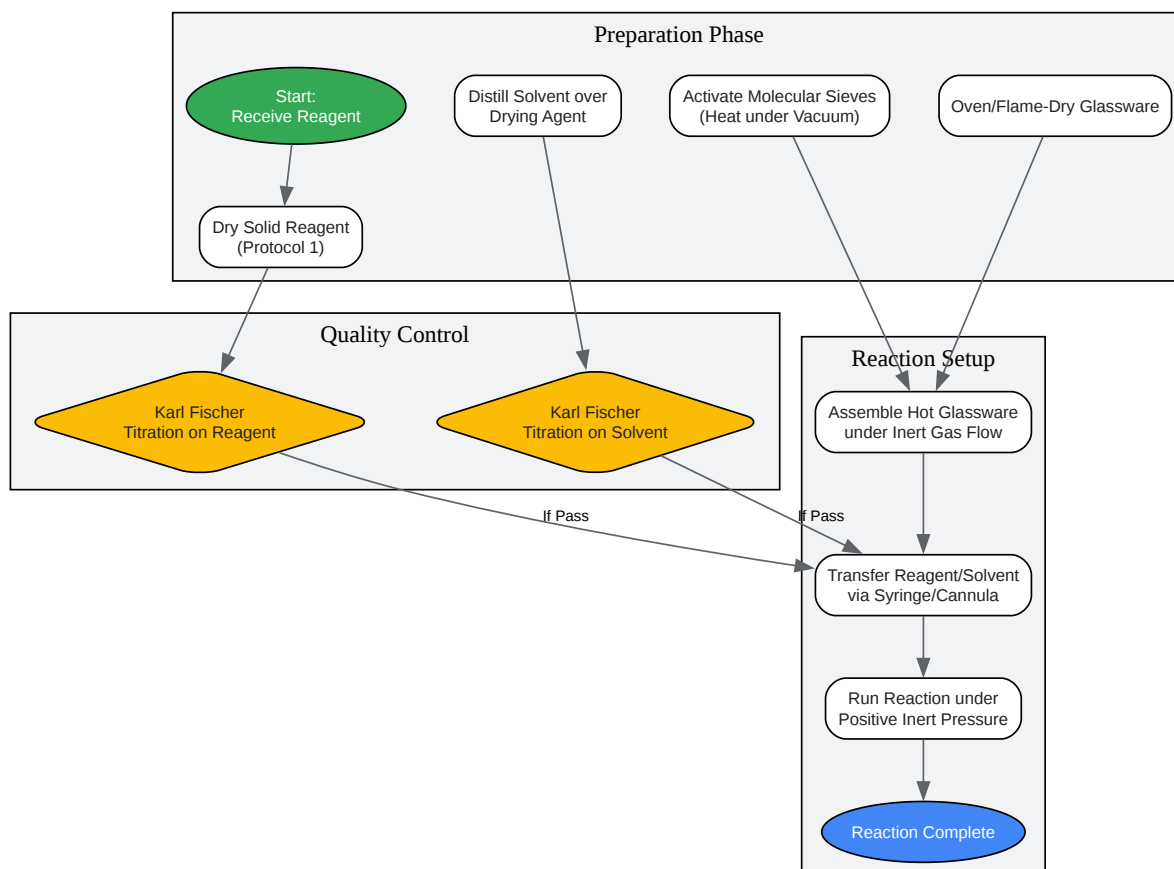 Preparation Phase
Start:
Receive Reagent
Distill Solvent over
Drying Agent
Activate Molecular Sieves
(Heat under Vacuum)
Oven/Flame-Dry Glassware
Dry Solid Reagent
(Protocol 1)
Quality Control
Karl Fischer
Titration on Reagent
Karl Fischer
Titration on Solvent
Reaction Setup
Assemble Hot Glassware
under Inert Gas Flow
If Pass
If Pass
Transfer Reagent/Solvent
via Syringe/Cannula
Run Reaction under
Positive Inert Pressure
Reaction Complete